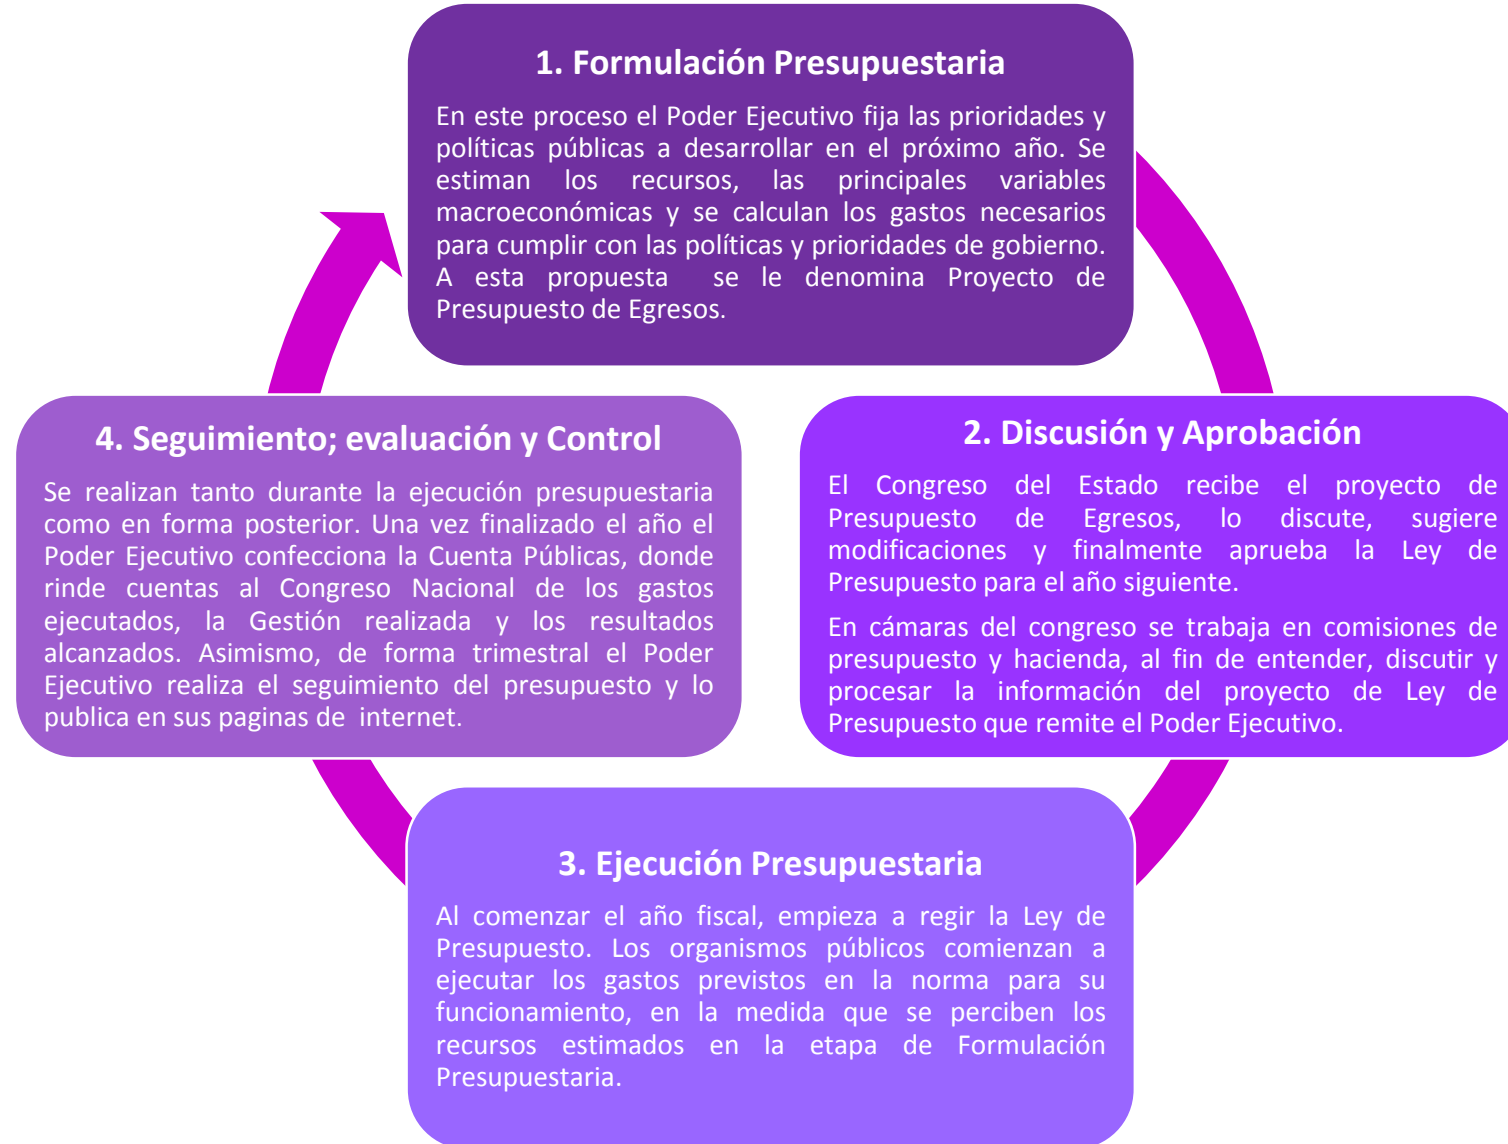 1. Formulación Presupuestaria
En este proceso el Poder Ejecutivo fija las prioridades y
políticas públicas a desarrollar en el próximo año. Se
estiman los recursos, las principales variables
macroeconómicas y se calculan los gastos necesarios
para cumplir con las políticas y prioridades de gobierno.
A esta propuesta se le denomina Proyecto de
Presupuesto de Egresos.
2. Discusión y Aprobación
El Congreso del Estado recibe el proyecto de
Presupuesto de Egresos, lo discute, sugiere
modificaciones y finalmente aprueba la Ley de
Presupuesto para el año siguiente.
En cámaras del congreso se trabaja en comisiones de
presupuesto y hacienda, al fin de entender, discutir y
procesar la información del proyecto de Ley de
Presupuesto que remite el Poder Ejecutivo.
3. Ejecución Presupuestaria
Al comenzar el año fiscal, empieza a regir la Ley de
Presupuesto. Los organismos públicos comienzan a
ejecutar los gastos previstos en la norma para su
funcionamiento, en la medida que se perciben los
recursos estimados en la etapa de Formulación
Presupuestaria.
4. Seguimiento; evaluación y Control
Se realizan tanto durante la ejecución presupuestaria
como en forma posterior. Una vez finalizado el año el
Poder Ejecutivo confecciona la Cuenta Públicas, donde
rinde cuentas al Congreso Nacional de los gastos
ejecutados, la Gestión realizada y los resultados
alcanzados. Asimismo, de forma trimestral el Poder
Ejecutivo realiza el seguimiento del presupuesto y lo
publica en sus paginas de internet.